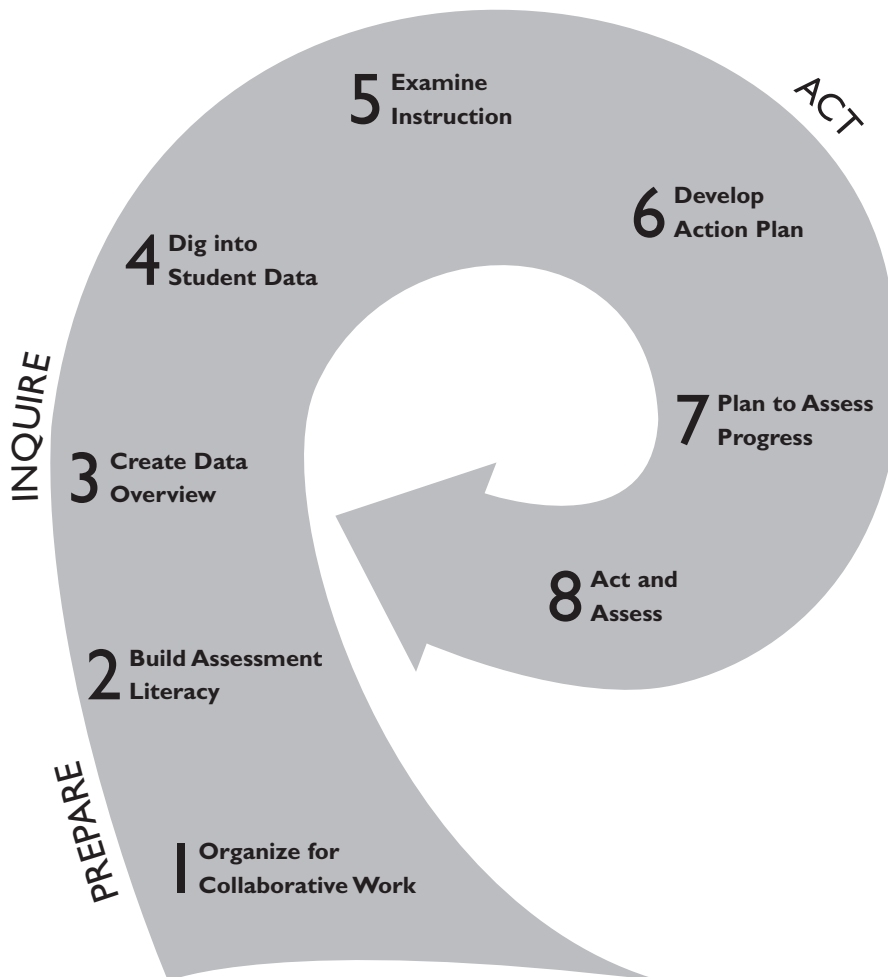 PREPARE
1 Organize for
Collaborative Work
2 Build Assessment
Literacy
INQUIRE
3 Create Data
Overview
4 Dig into
Student Data
5 Examine
Instruction
ACT
6 Develop
Action Plan
7 Plan to Assess
Progress
8 Act and
Assess